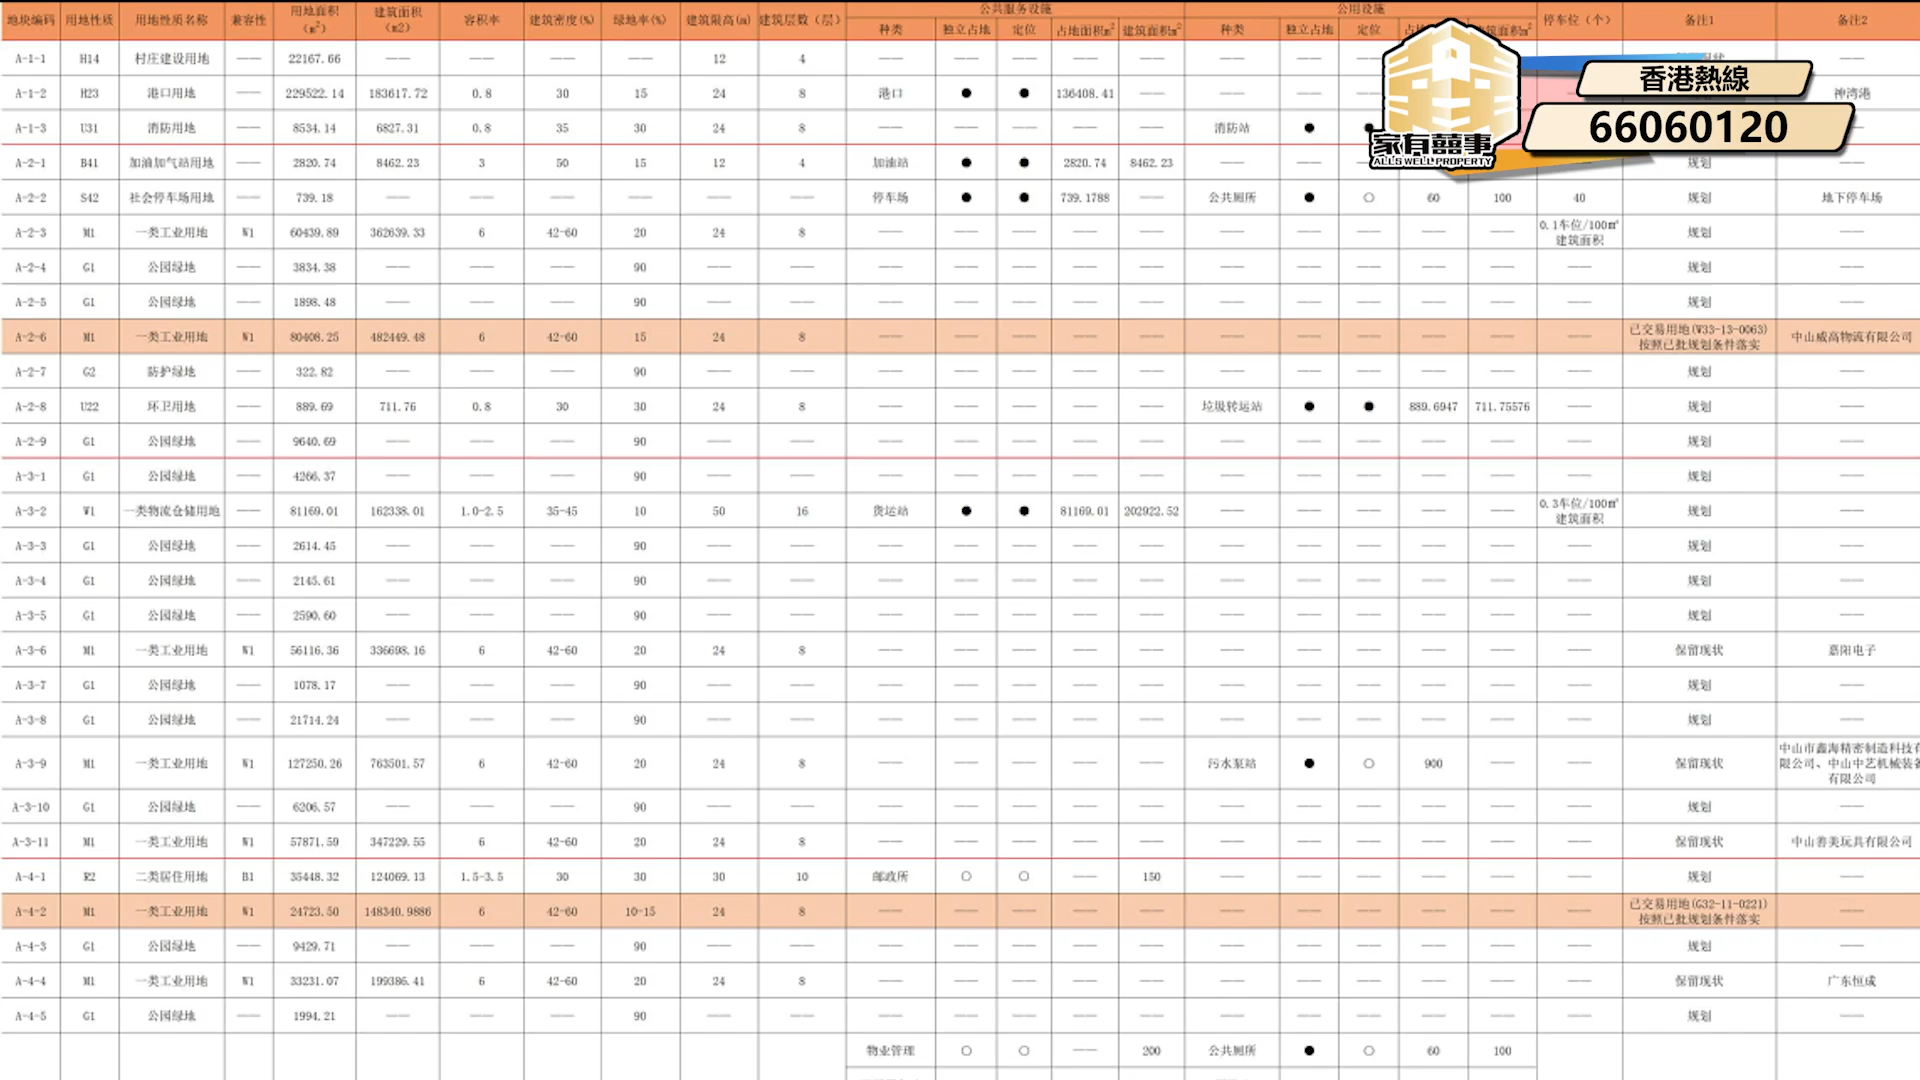 地块编码 用地性质 用地性质名称 兼容性 用地面积(㎡) 建筑面积(m2) 容积率 建筑密度(%) 绿地率(%) 建筑限高(m) 建筑层数(层) 公共服务设施 公用设施 停车位(个) 备注1 备注2
种类 独立占地 定位 占地面积㎡ 建筑面积㎡ 种类 独立占地 定位
A-1-1 H14 村庄建设用地 —— 22167.66 —— —— —— —— 12 4 —— —— —— —— —— —— —— —— ——
A-1-2 H23 港口用地 —— 229522.14 183617.72 0.8 30 15 24 8 港口 ● ● 136408.41 —— —— —— —— 神湾港
A-1-3 U31 消防用地 —— 8534.14 6827.31 0.8 35 30 24 8 —— —— —— —— —— 消防站 ● ●
A-2-1 B41 加油加气站用地 —— 2820.74 8462.23 3 50 15 12 4 加油站 ● ● 2820.74 8462.23 —— —— 规划 ——
A-2-2 S42 社会停车场用地 —— 739.18 —— —— —— —— —— —— 停车场 ● ● 739.1788 —— 公共厕所 ● ○ 60 100 40 规划 地下停车场
A-2-3 M1 一类工业用地 W1 60439.89 362639.33 6 42-60 20 24 8 —— —— —— —— —— —— —— —— —— —— 0.1车位/100㎡建筑面积 规划 ——
A-2-4 G1 公园绿地 —— 3834.38 —— —— —— 90 —— —— —— —— —— —— —— —— —— —— —— —— —— 规划 ——
A-2-5 G1 公园绿地 —— 1898.48 —— —— —— 90 —— —— —— —— —— —— —— —— —— —— —— —— —— 规划 ——
A-2-6 M1 一类工业用地 W1 80408.25 482449.48 6 42-60 15 24 8 —— —— —— —— —— —— —— —— —— —— —— 已交易用地(W33-13-0063)按照已批规划条件落实 中山威高物流有限公司
A-2-7 G2 防护绿地 —— 322.82 —— —— —— 90 —— —— —— —— —— —— —— —— —— —— —— —— —— 规划 ——
A-2-8 U22 环卫用地 —— 889.69 711.76 0.8 30 30 24 8 —— —— —— —— —— 垃圾转运站 ● ● 889.6947 711.75576 —— 规划 ——
A-2-9 G1 公园绿地 —— 9640.69 —— —— —— 90 —— —— —— —— —— —— —— —— —— —— —— —— —— 规划 ——
A-3-1 G1 公园绿地 —— 4266.37 —— —— —— 90 —— —— —— —— —— —— —— —— —— —— —— —— —— 规划 ——
A-3-2 W1 一类物流仓储用地 —— 81169.01 162338.01 1.0-2.5 35-45 10 50 16 货运站 ● ● 81169.01 202922.52 —— —— —— —— —— 0.3车位/100㎡建筑面积 规划 ——
A-3-3 G1 公园绿地 —— 2614.45 —— —— —— 90 —— —— —— —— —— —— —— —— —— —— —— —— —— 规划 ——
A-3-4 G1 公园绿地 —— 2145.61 —— —— —— 90 —— —— —— —— —— —— —— —— —— —— —— —— —— 规划 ——
A-3-5 G1 公园绿地 —— 2590.60 —— —— —— 90 —— —— —— —— —— —— —— —— —— —— —— —— —— 规划 ——
A-3-6 M1 一类工业用地 W1 56116.36 336698.16 6 42-60 20 24 8 —— —— —— —— —— —— —— —— —— —— —— 保留现状 嘉阳电子
A-3-7 G1 公园绿地 —— 1078.17 —— —— —— 90 —— —— —— —— —— —— —— —— —— —— —— —— —— 规划 ——
A-3-8 G1 公园绿地 —— 21714.24 —— —— —— 90 —— —— —— —— —— —— —— —— —— —— —— —— —— 规划 ——
A-3-9 M1 一类工业用地 W1 127250.26 763501.57 6 42-60 20 24 8 —— —— —— —— —— 污水泵站 ● ○ 900 —— —— 保留现状 中山市鑫海精密制造科技有限公司、中山中艺机械装备有限公司
A-3-10 G1 公园绿地 —— 6206.57 —— —— —— 90 —— —— —— —— —— —— —— —— —— —— —— —— —— 规划 ——
A-3-11 M1 一类工业用地 W1 57871.59 347229.55 6 42-60 20 24 8 —— —— —— —— —— —— —— —— —— —— —— 保留现状 中山善美玩具有限公司
A-4-1 R2 二类居住用地 B1 35448.32 124069.13 1.5-3.5 30 30 30 10 邮政所 ○ ○ —— 150 —— —— —— —— —— —— 规划 ——
A-4-2 M1 一类工业用地 W1 24723.50 148340.9886 6 42-60 10-15 24 8 —— —— —— —— —— —— —— —— —— —— —— 已交易用地(G32-11-0221)按照已批规划条件落实 ——
A-4-3 G1 公园绿地 —— 9429.71 —— —— —— 90 —— —— —— —— —— —— —— —— —— —— —— —— —— 规划 ——
A-4-4 M1 一类工业用地 W1 33231.07 199386.41 6 42-60 20 24 8 —— —— —— —— —— —— —— —— —— —— —— 保留现状 广东恒成
A-4-5 G1 公园绿地 —— 1994.21 —— —— —— 90 —— —— —— —— —— —— —— —— —— —— —— —— —— 规划 ——
物业管理 ○ ○ —— 200 公共厕所 ● ○ 60 100
家有囍事
ALL'S WELL PROPERTY
香港熱線
66060120